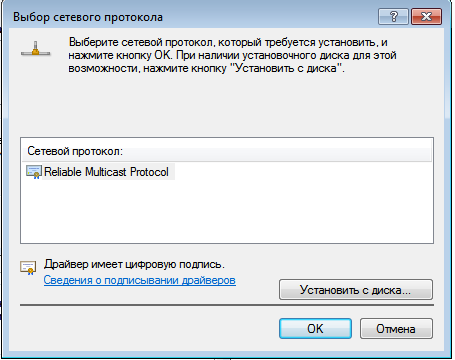 Выбор сетевого протокола
Выберите сетевой протокол, который требуется установить, и
нажмите кнопку ОК. При наличии установочного диска для этой
возможности, нажмите кнопку "Установить с диска".
Сетевой протокол:
Reliable Multicast Protocol
Драйвер имеет цифровую подпись.
Сведения о подписывании драйверов
Установить с диска...
ОК
Отмена